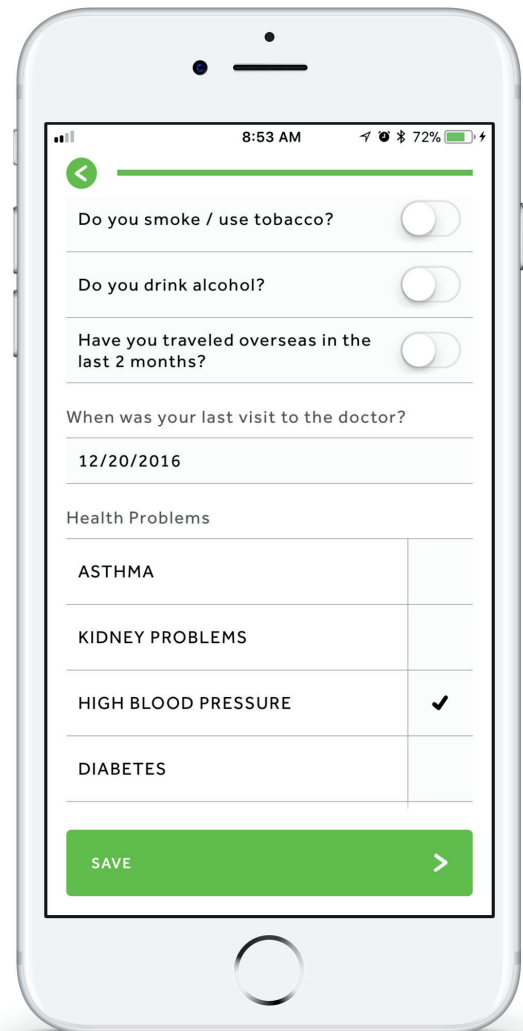 8:53 AM
72%
Do you smoke / use tobacco?
Do you drink alcohol?
Have you traveled overseas in the
last 2 months?
When was your last visit to the doctor?
12/20/2016
Health Problems
ASTHMA
KIDNEY PROBLEMS
HIGH BLOOD PRESSURE
DIABETES
SAVE